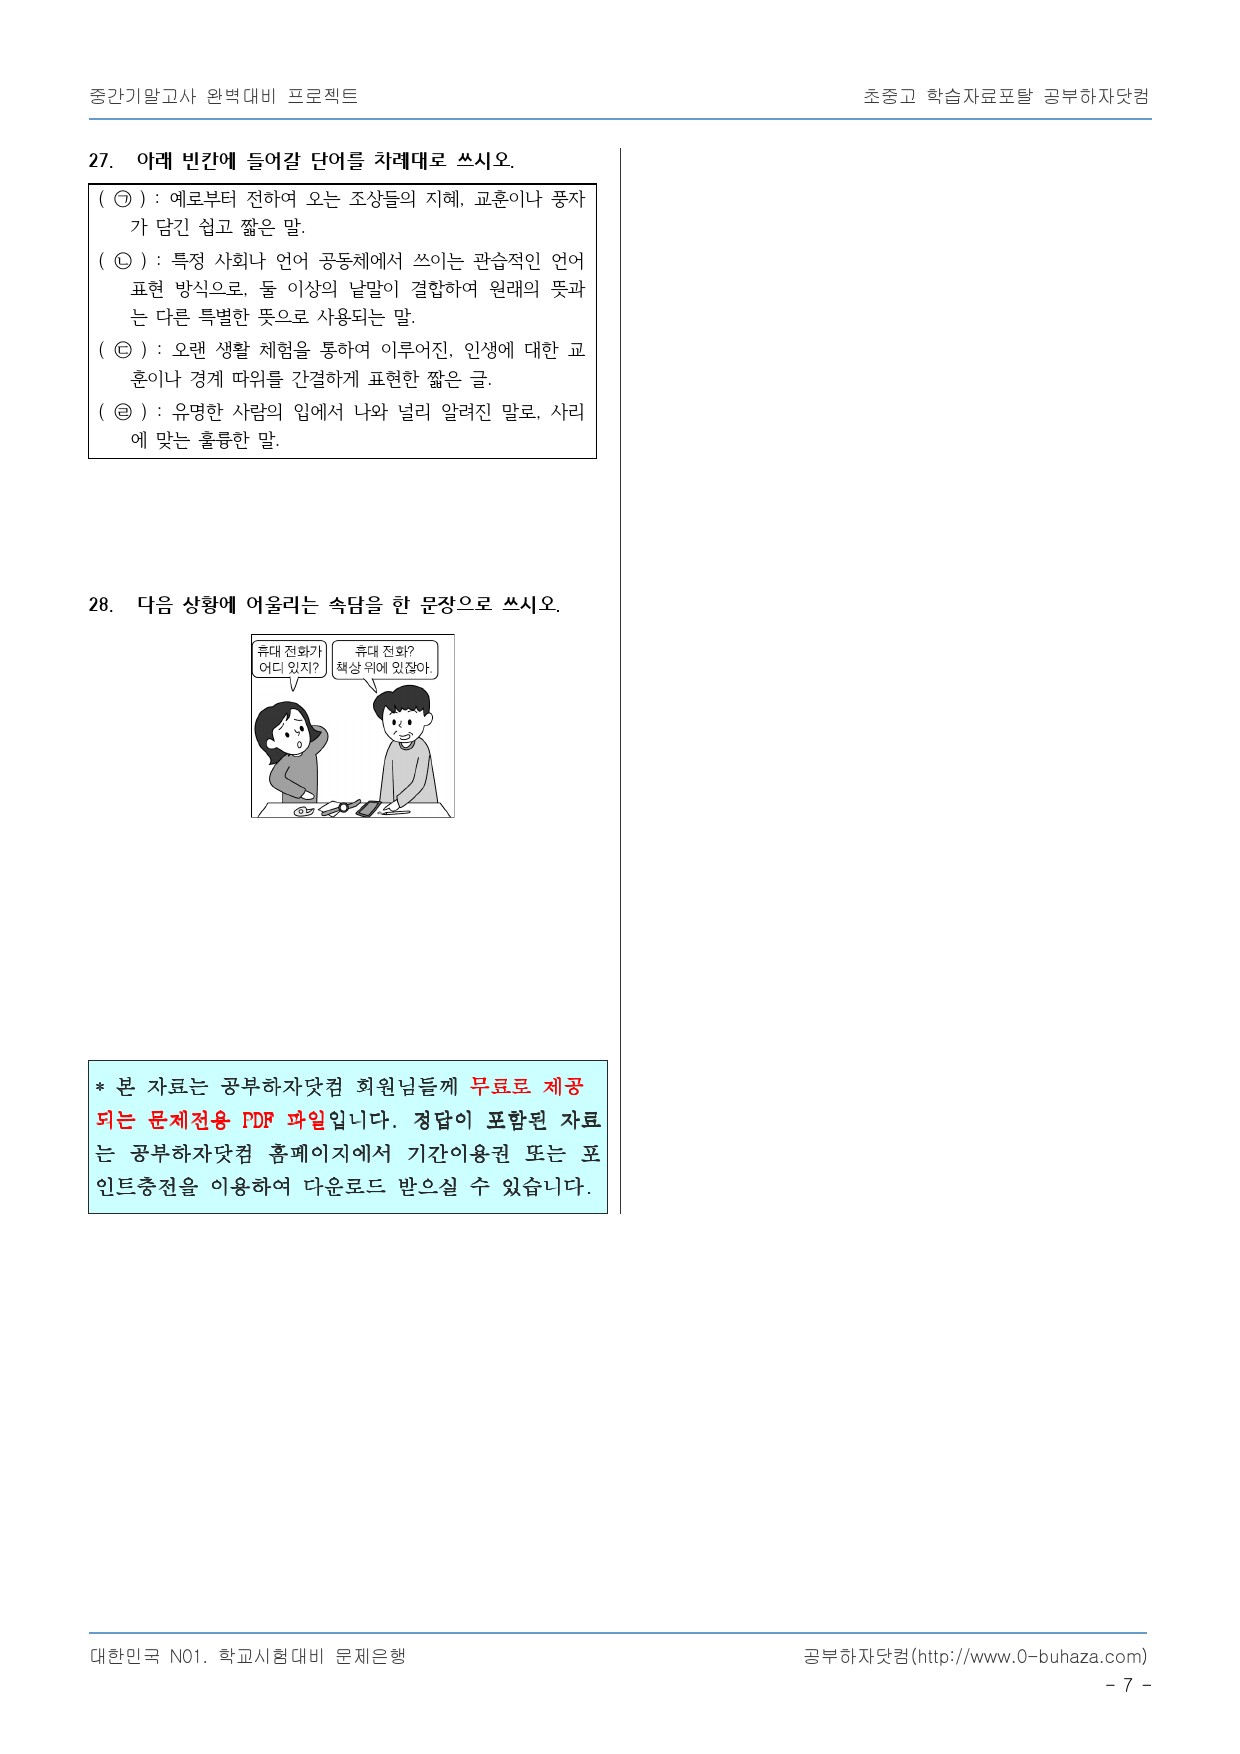 중간기말고사 완벽대비 프로젝트
초중고 학습자료포탈 공부하자닷컴
27. 아래 빈칸에 들어갈 단어를 차례대로 쓰시오.
( ㉠ ) : 예로부터 전하여 오는 조상들의 지혜, 교훈이나 풍자
가 담긴 쉽고 짧은 말.
( ㉡ ) : 특정 사회나 언어 공동체에서 쓰이는 관습적인 언어
표현 방식으로, 둘 이상의 낱말이 결합하여 원래의 뜻과
는 다른 특별한 뜻으로 사용되는 말.
( ㉢ ) : 오랜 생활 체험을 통하여 이루어진, 인생에 대한 교
훈이나 경계 따위를 간결하게 표현한 짧은 글.
( ㉣ ) : 유명한 사람의 입에서 나와 널리 알려진 말로, 사리
에 맞는 훌륭한 말.
28. 다음 상황에 어울리는 속담을 한 문장으로 쓰시오.
휴대 전화가
어디 있지?
휴대 전화?
책상 위에 있잖아.
* 본 자료는 공부하자닷컴 회원님들께 무료로 제공
되는 문제전용 PDF 파일입니다. 정답이 포함된 자료
는 공부하자닷컴 홈페이지에서 기간이용권 또는 포
인트충전을 이용하여 다운로드 받으실 수 있습니다.
대한민국 N01. 학교시험대비 문제은행
공부하자닷컴(http://www.0-buhaza.com)
- 7 -